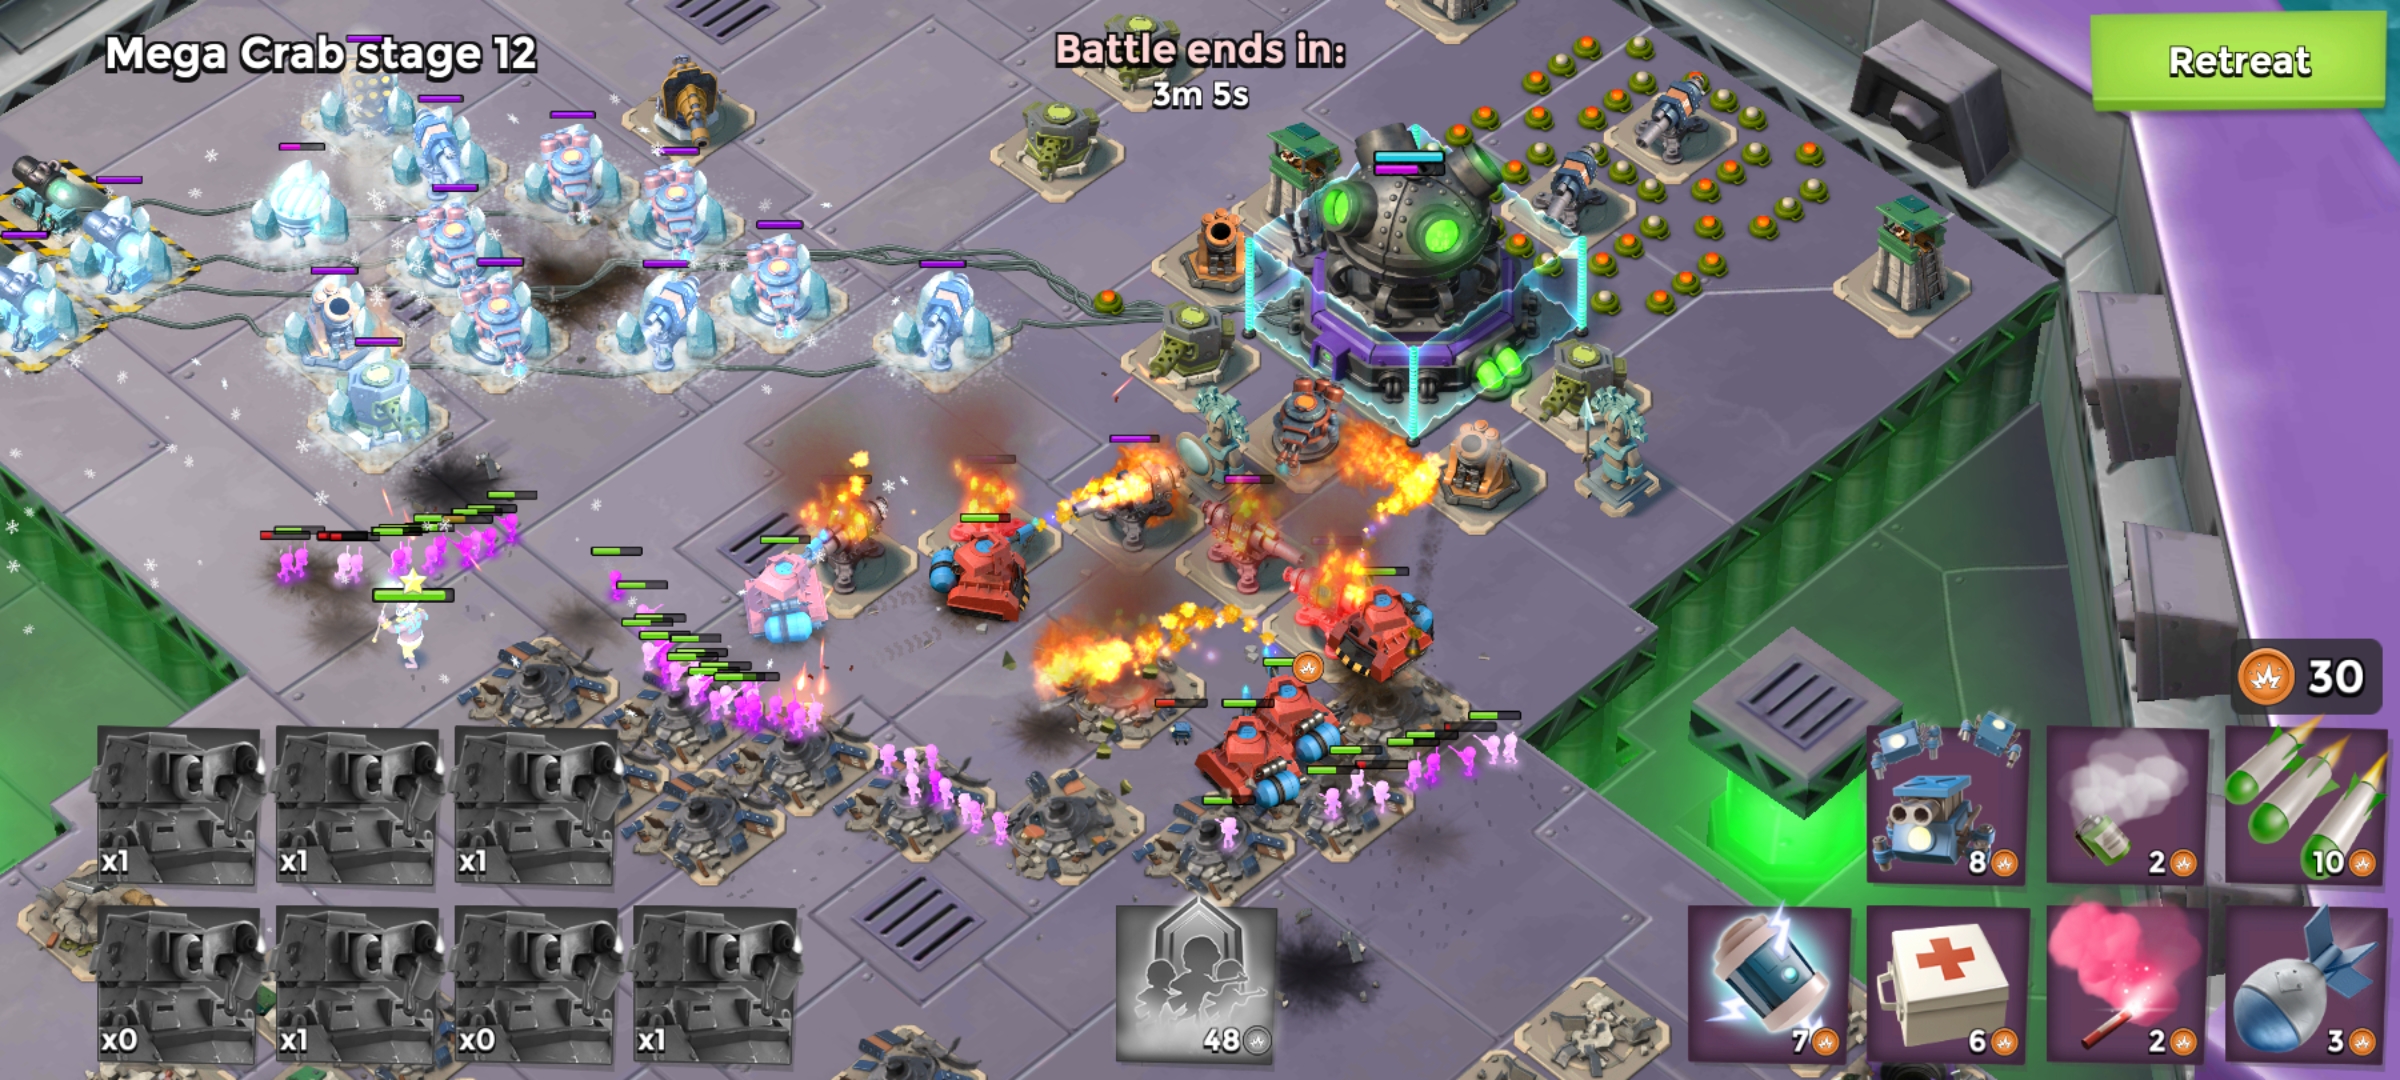 Mega Crab stage 12
Battle ends in:
3m 5s
Retreat
30
x1
x1
x1
8
2
10
x0
x1
x0
x1
48
7
6
2
3